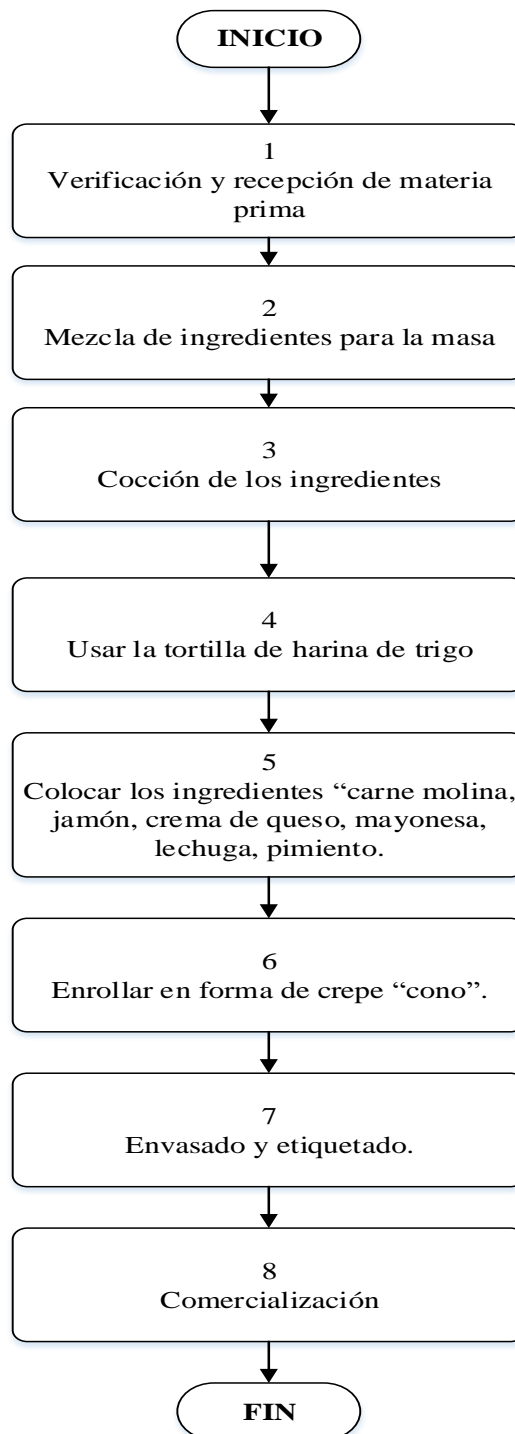 INICIO
1
Verificación y recepción de materia
prima
2
Mezcla de ingredientes para la masa
3
Cocción de los ingredientes
4
Usar la tortilla de harina de trigo
5
Colocar los ingredientes “carne molina,
jamón, crema de queso, mayonesa,
lechuga, pimiento.
6
Enrollar en forma de crepe “cono”.
7
Envasado y etiquetado.
8
Comercialización
FIN